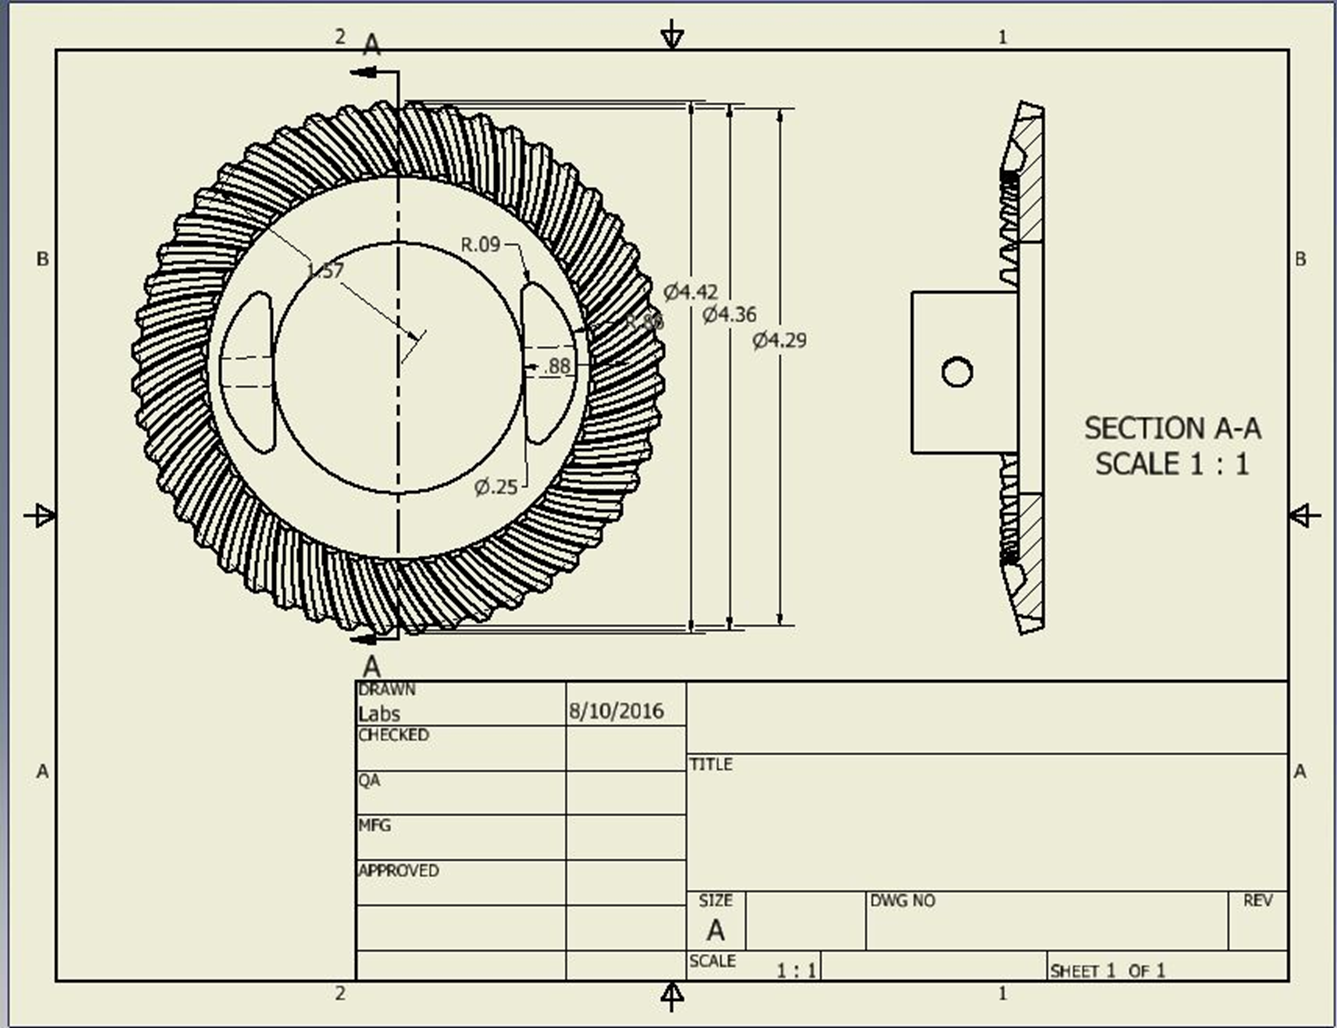 2
A
1
B
B
R.09
1.57
Ø4.42
Ø4.36
R.88
Ø4.29
.88
Ø.25
SECTION A-A
SCALE 1 : 1
A
A
A
DRAWN
Labs
8/10/2016
CHECKED
TITLE
QA
MFG
APPROVED
SIZE
A
DWG NO
REV
SCALE
1 : 1
SHEET 1 OF 1
2
1